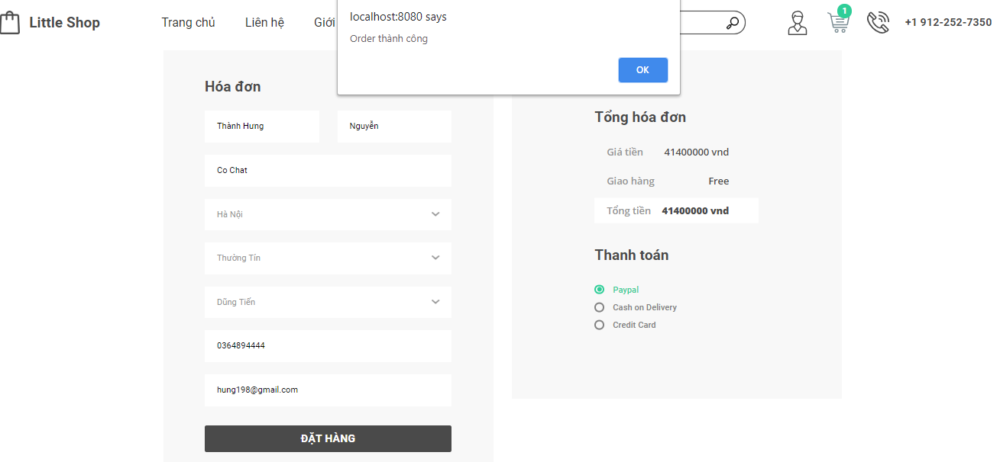 Little Shop
Trang chủ
Liên hệ
Giới
localhost:8080 says
Order thành công
OK
1
+1 912-252-7350
Hóa đơn
Thành Hưng
Nguyễn
Co Chat
Hà Nội
Thường Tín
Dũng Tiến
0364894444
hung198@gmail.com
ĐẶT HÀNG
Tổng hóa đơn
Giá tiền 41400000 vnd
Giao hàng Free
Tổng tiền 41400000 vnd
Thanh toán
Paypal
Cash on Delivery
Credit Card